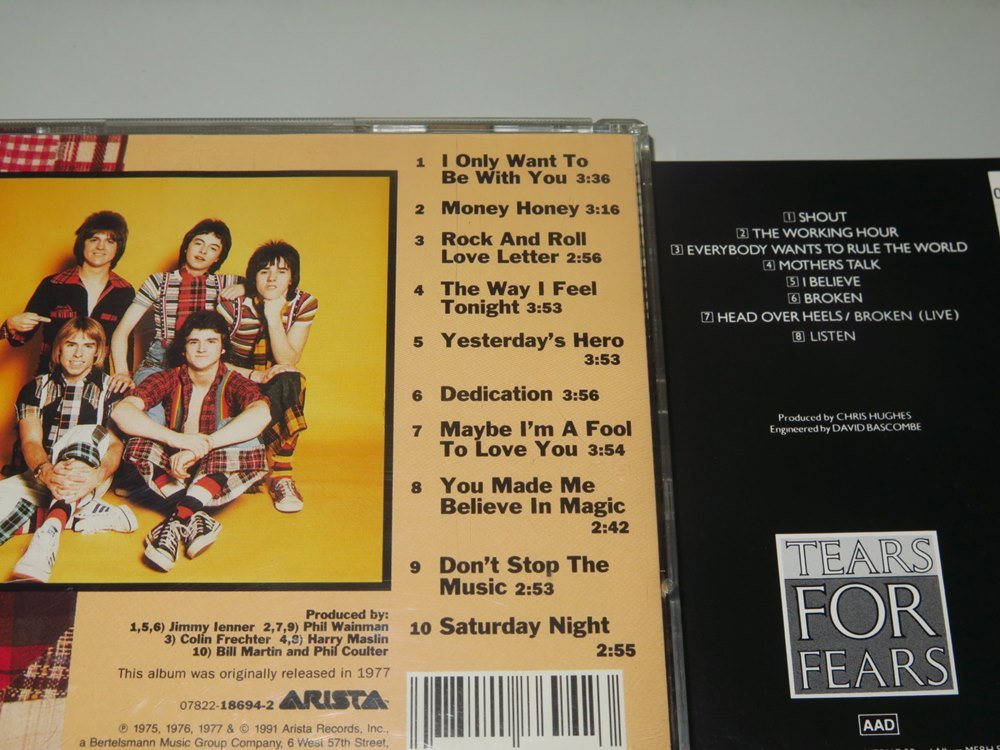 1 I Only Want To
Be With You 3:36
2 Money Honey 3:16
3 Rock And Roll
Love Letter 2:56
4 The Way I Feel
Tonight 3:53
5 Yesterday's Hero
3:53
6 Dedication 3:56
7 Maybe I'm A Fool
To Love You 3:54
8 You Made Me
Believe In Magic
2:42
9 Don't Stop The
Music 2:53
10 Saturday Night
2:55
Produced by:
1,5,6) Jimmy Ienner 2,7,9) Phil Wainman
3) Colin Frechter 4,8) Harry Maslin
10) Bill Martin and Phil Coulter
This album was originally released in 1977
07822-18694-2 ARISTA
℗ 1975, 1976, 1977 & © 1991 Arista Records, Inc.,
a Bertelsmann Music Group Company, 6 West 57th Street,
1 SHOUT
2 THE WORKING HOUR
3 EVERYBODY WANTS TO RULE THE WORLD
4 MOTHERS TALK
5 I BELIEVE
6 BROKEN
7 HEAD OVER HEELS / BROKEN (LIVE)
8 LISTEN
Produced by CHRIS HUGHES
Engineered by DAVID BASCOMBE
TEARS
FOR
FEARS
AAD